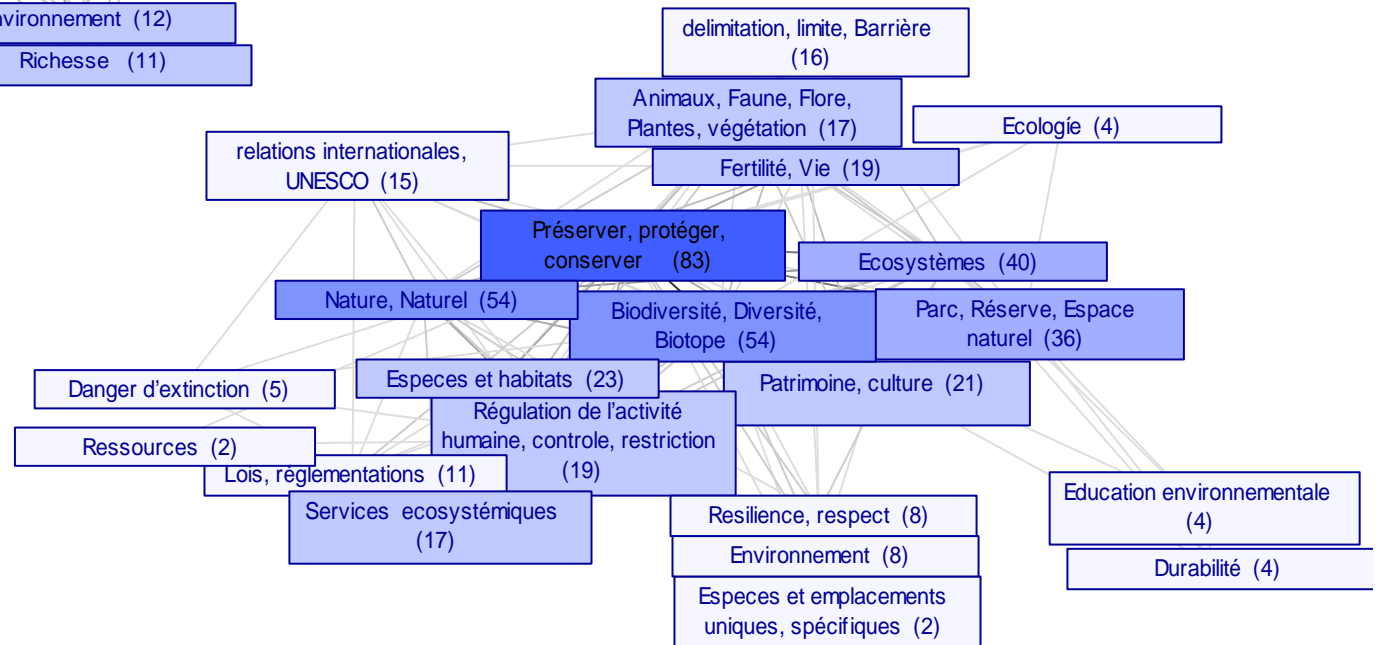 (12)
Richesse (11)
delimitation, limite, Barrière
(16)
Animaux, Faune, Flore,
Plantes, végétation (17)
Ecologíe (4)
relations internationales,
UNESCO (15)
Fertilité, Vie (19)
Préserver, protéger,
conserver (83)
Ecosystèmes (40)
Nature, Naturel (54)
Biodiversité, Diversité,
Biotope (54)
Parc, Réserve, Espace
naturel (36)
Danger d'extinction (5)
Especes et habitats (23)
Patrimoine, culture (21)
Régulation de l'activité
humaine, controle, restriction
(19)
Ressources (2)
Lois, réglementations (11)
Services ecosystémiques
(17)
Resilience, respect (8)
Environnement (8)
Especes et emplacements
uniques, spécifiques (2)
Education environnementale
(4)
Durabilité (4)